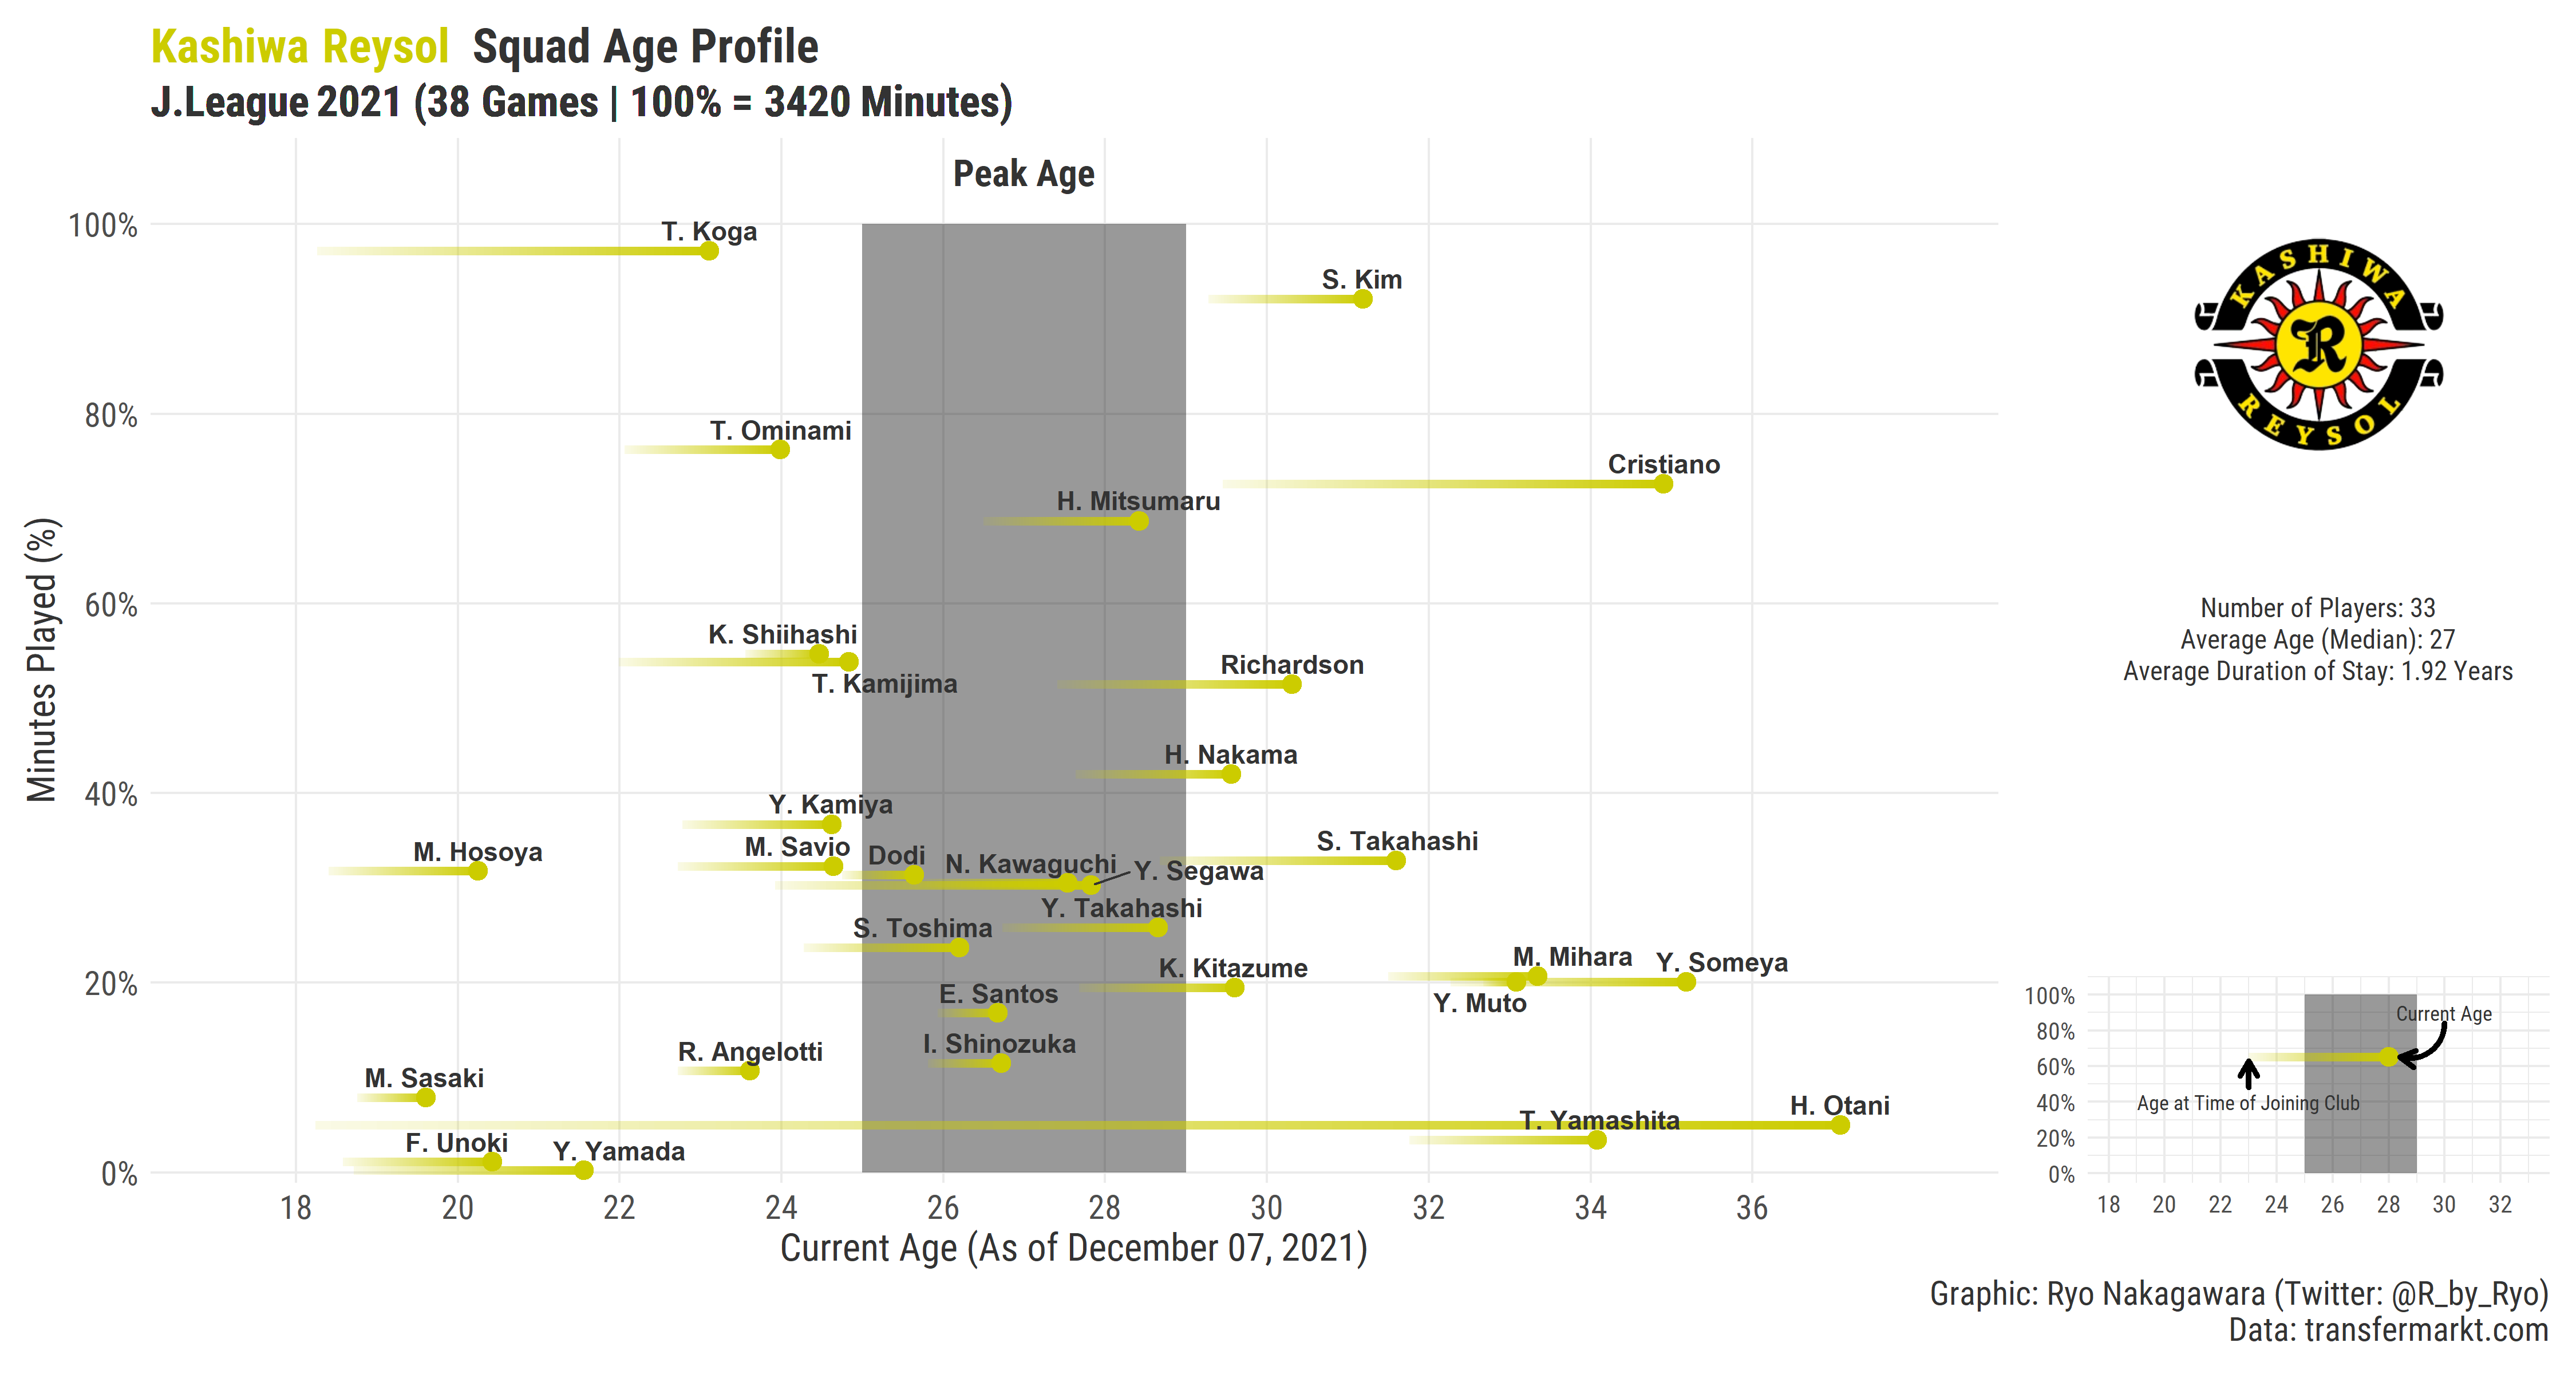 Kashiwa Reysol Squad Age Profile
J.League 2021 (38 Games | 100% = 3420 Minutes)
Peak Age
100%
80%
60%
40%
20%
0%
Minutes Played (%)
T. Koga
S. Kim
T. Ominami
Cristiano
H. Mitsumaru
K. Shiihashi
T. Kamijima
Richardson
H. Nakama
Y. Kamiya
S. Takahashi
M. Hosoya
M. Savio
Dodi
N. Kawaguchi
Y. Segawa
Y. Takahashi
S. Toshima
M. Mihara
Y. Someya
K. Kitazume
Y. Muto
E. Santos
I. Shinozuka
R. Angelotti
M. Sasaki
H. Otani
T. Yamashita
F. Unoki
Y. Yamada
18 20 22 24 26 28 30 32 34 36
Current Age (As of December 07, 2021)
KASHIWA
R
REYSOL
Number of Players: 33
Average Age (Median): 27
Average Duration of Stay: 1.92 Years
100%
80%
60%
40%
20%
0%
Current Age
Age at Time of Joining Club
18 20 22 24 26 28 30 32
Graphic: Ryo Nakagawara (Twitter: @R_by_Ryo)
Data: transfermarkt.com